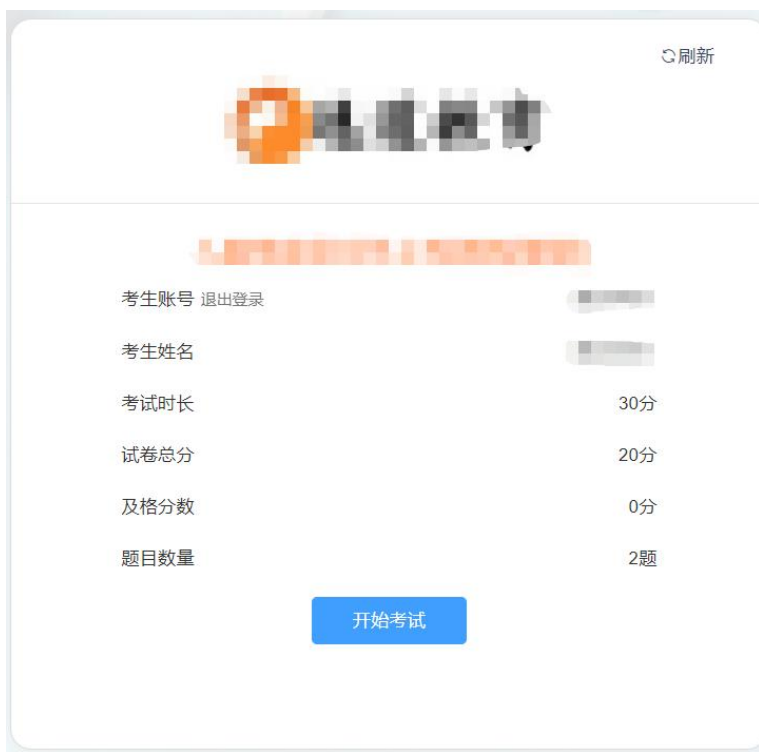 刷新
考生账号 退出登录
考生姓名
考试时长 30分
试卷总分 20分
及格分数 0分
题目数量 2题
开始考试